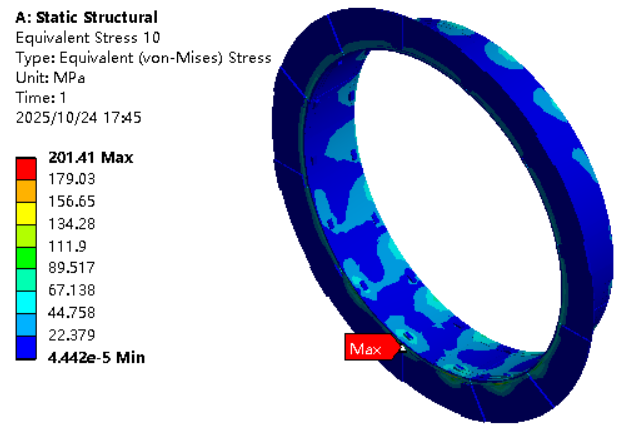 A: Static Structural
Equivalent Stress 10
Type: Equivalent (von-Mises) Stress
Unit: MPa
Time: 1
2025/10/24 17:45
201.41 Max
179.03
156.65
134.28
111.9
89.517
67.138
44.758
22.379
4.442e-5 Min
Max